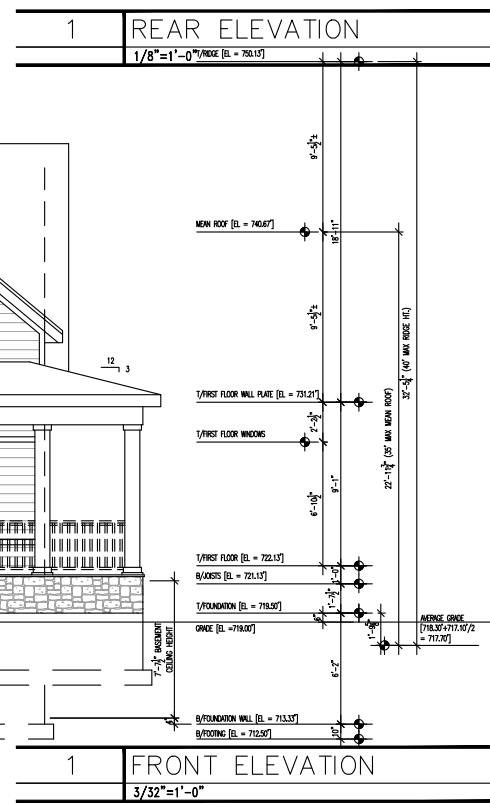 1 REAR ELEVATION
1/8"=1'-0"
T/RIDGE [EL = 750.13']
9'-5½"±
MEAN ROOF [EL = 740.67']
18'-11"
9'-5½"±
32'-5¼" (40' MAX RIDGE HT.)
12
3
T/FIRST FLOOR WALL PLATE [EL = 731.21']
2'-2½"
22'-11¾" (35' MAX MEAN ROOF)
T/FIRST FLOOR WINDOWS
6'-10½"
9'-1"
T/FIRST FLOOR [EL = 722.13']
1'-0"
B/JOISTS [EL = 721.13']
1'-7½"
T/FOUNDATION [EL = 719.50']
6"
GRADE [EL =719.00']
AVERAGE GRADE
[718.30'+717.10'/2
= 717.70']
7'-7½" BASEMENT
CEILING HEIGHT
6'-2"
B/FOUNDATION WALL [EL = 713.33']
B/FOOTING [EL = 712.50']
10"
1 FRONT ELEVATION
3/32"=1'-0"